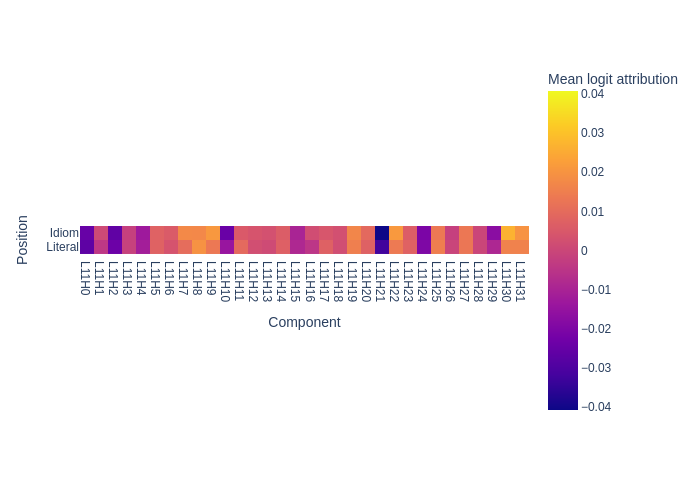 Mean logit attribution
0.04
0.03
0.02
0.01
0
−0.01
−0.02
−0.03
−0.04
Position
Idiom
Literal
L11H0
L11H1
L11H2
L11H3
L11H4
L11H5
L11H6
L11H7
L11H8
L11H9
L11H10
L11H11
L11H12
L11H13
L11H14
L11H15
L11H16
L11H17
L11H18
L11H19
L11H20
L11H21
L11H22
L11H23
L11H24
L11H25
L11H26
L11H27
L11H28
L11H29
L11H30
L11H31
Component